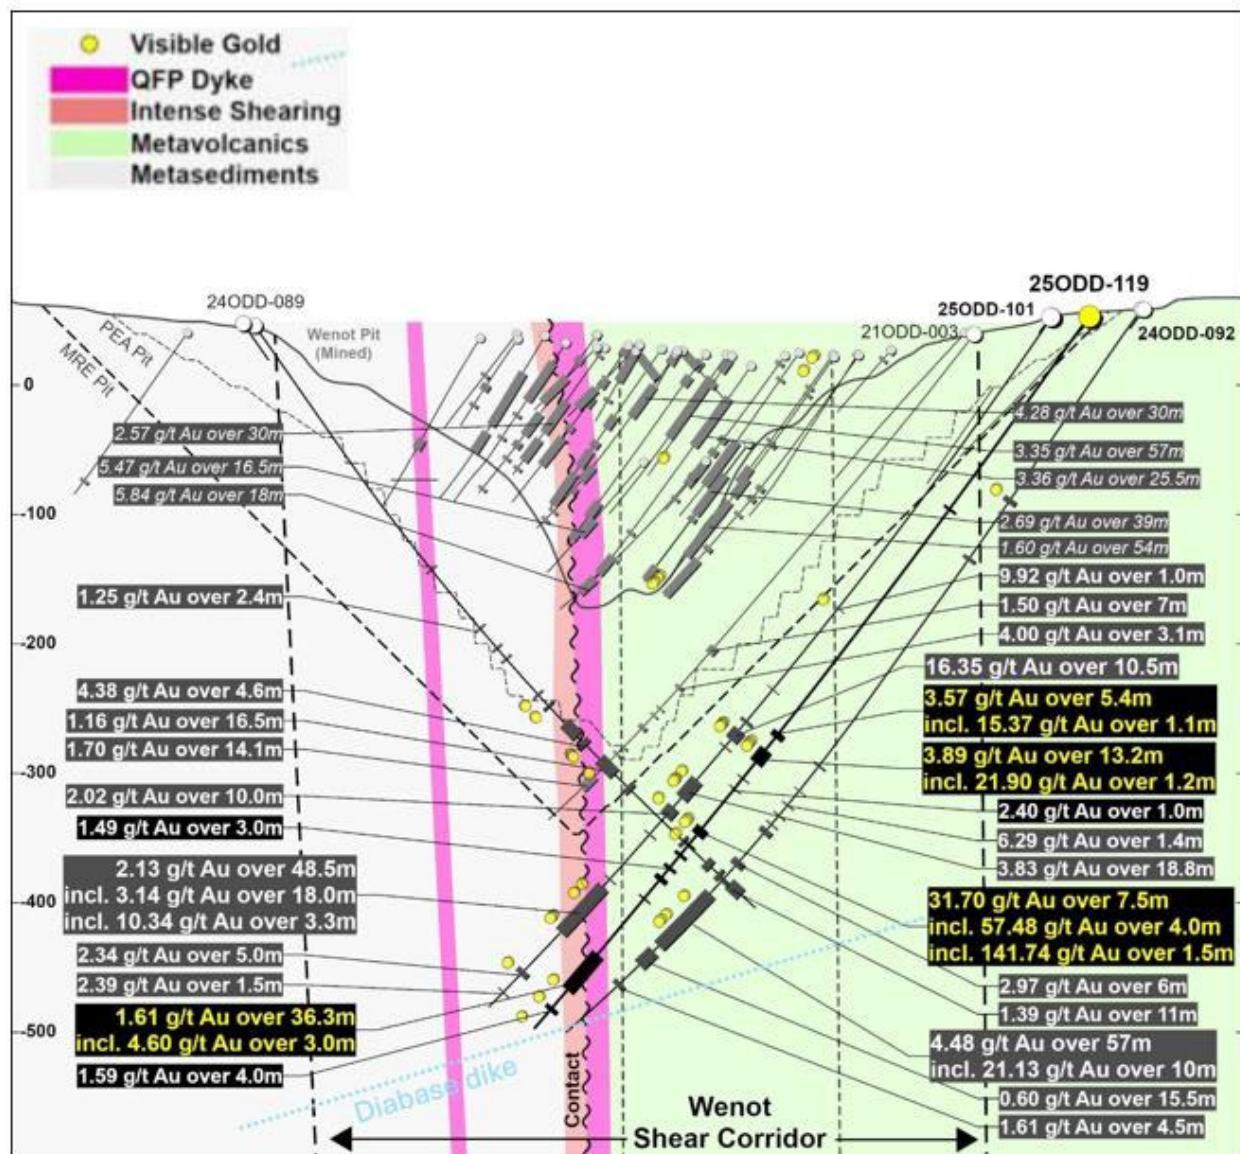 Visible Gold
QFP Dyke
Intense Shearing
Metavolcanics
Metasediments
25ODD-119
24ODD-089
25ODD-101
21ODD-003
24ODD-092
Wenot Pit
(Mined)
PEA Pit
MRE Pit
0
-100
-200
-300
-400
-500
2.57 g/t Au over 30m
5.47 g/t Au over 16.5m
5.84 g/t Au over 18m
1.25 g/t Au over 2.4m
4.38 g/t Au over 4.6m
1.16 g/t Au over 16.5m
1.70 g/t Au over 14.1m
2.02 g/t Au over 10.0m
1.49 g/t Au over 3.0m
2.13 g/t Au over 48.5m
incl. 3.14 g/t Au over 18.0m
incl. 10.34 g/t Au over 3.3m
2.34 g/t Au over 5.0m
2.39 g/t Au over 1.5m
1.61 g/t Au over 36.3m
incl. 4.60 g/t Au over 3.0m
1.59 g/t Au over 4.0m
4.28 g/t Au over 30m
3.35 g/t Au over 57m
3.36 g/t Au over 25.5m
2.69 g/t Au over 39m
1.60 g/t Au over 54m
9.92 g/t Au over 1.0m
1.50 g/t Au over 7m
4.00 g/t Au over 3.1m
16.35 g/t Au over 10.5m
3.57 g/t Au over 5.4m
incl. 15.37 g/t Au over 1.1m
3.89 g/t Au over 13.2m
incl. 21.90 g/t Au over 1.2m
2.40 g/t Au over 1.0m
6.29 g/t Au over 1.4m
3.83 g/t Au over 18.8m
31.70 g/t Au over 7.5m
incl. 57.48 g/t Au over 4.0m
incl. 141.74 g/t Au over 1.5m
2.97 g/t Au over 6m
1.39 g/t Au over 11m
4.48 g/t Au over 57m
incl. 21.13 g/t Au over 10m
0.60 g/t Au over 15.5m
1.61 g/t Au over 4.5m
Diabase dike
Contact
Wenot
Shear Corridor